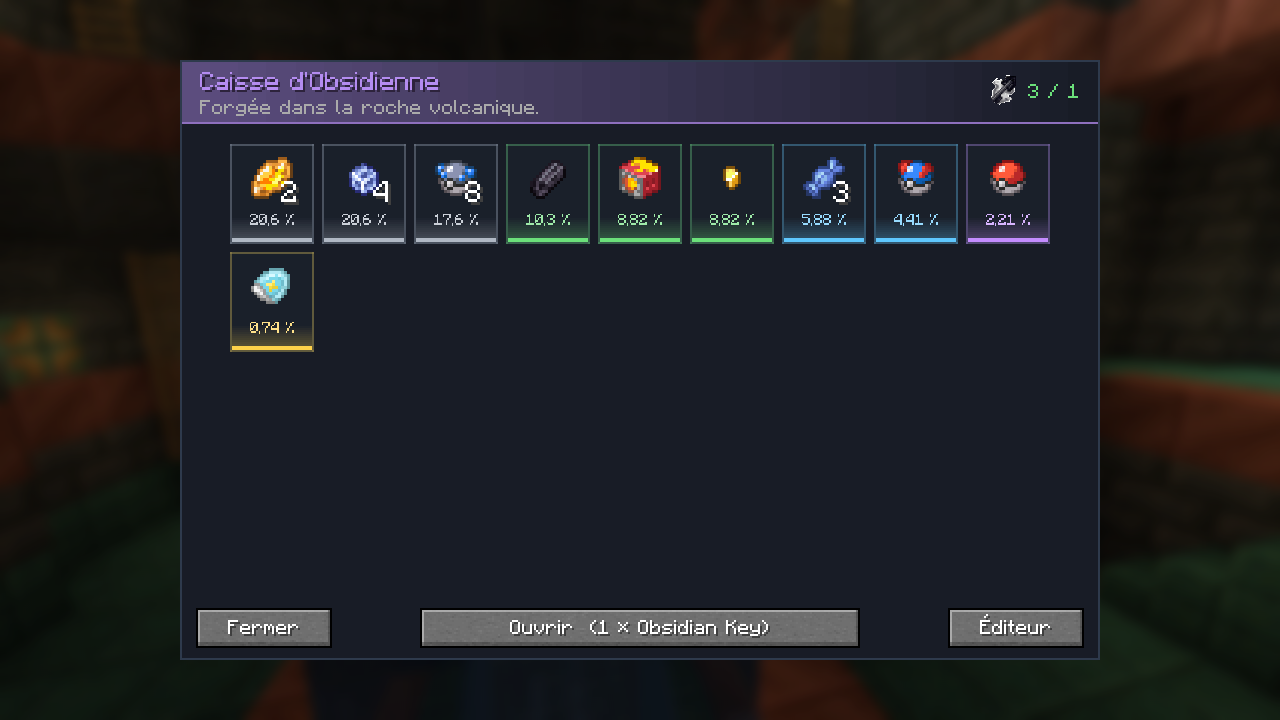 Caisse d'Obsidienne
Forgée dans la roche volcanique.
3 / 1
2
20,6 %
4
20,6 %
8
17,6 %
10,3 %
8,82 %
8,82 %
3
5,88 %
4,41 %
2,21 %
0,74 %
Fermer
Ouvrir (1 × Obsidian Key)
Éditeur